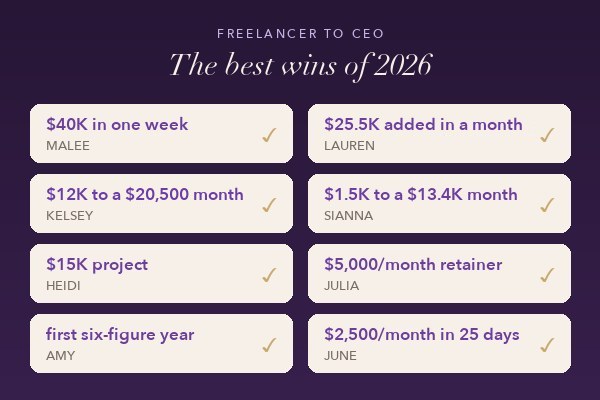 FREELANCER TO CEO
The best wins of 2026
$40K in one week
MALEE
$25.5K added in a month
LAUREN
$12K to a $20,500 month
KELSEY
$1.5K to a $13.4K month
SIANNA
$15K project
HEIDI
$5,000/month retainer
JULIA
first six-figure year
AMY
$2,500/month in 25 days
JUNE